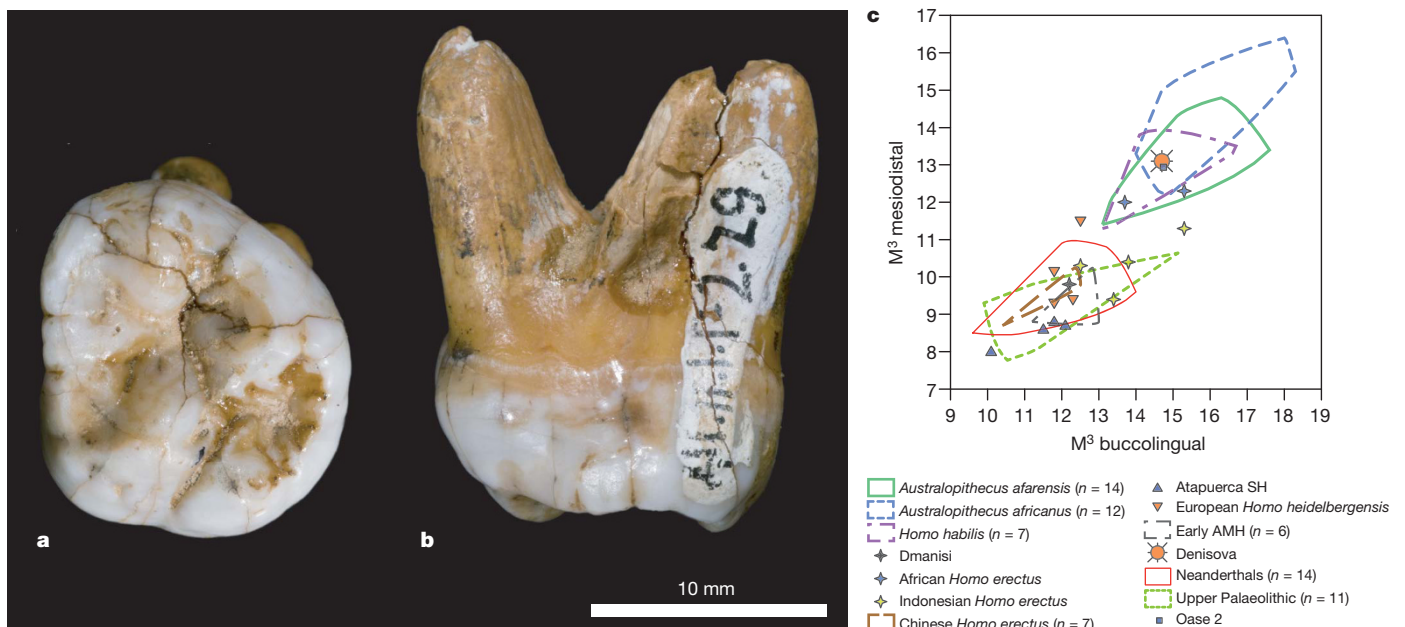 a
b
10 mm
c
17
16
15
14
13
12
11
10
9
8
7
M³ mesiodistal
9 10 11 12 13 14 15 16 17 18 19
M³ buccolingual
Australopithecus afarensis (n = 14)
Australopithecus africanus (n = 12)
Homo habilis (n = 7)
Dmanisi
African Homo erectus
Indonesian Homo erectus
Chinese Homo erectus (n = 7)
Atapuerca SH
European Homo heidelbergensis
Early AMH (n = 6)
Denisova
Neanderthals (n = 14)
Upper Palaeolithic (n = 11)
Oase 2